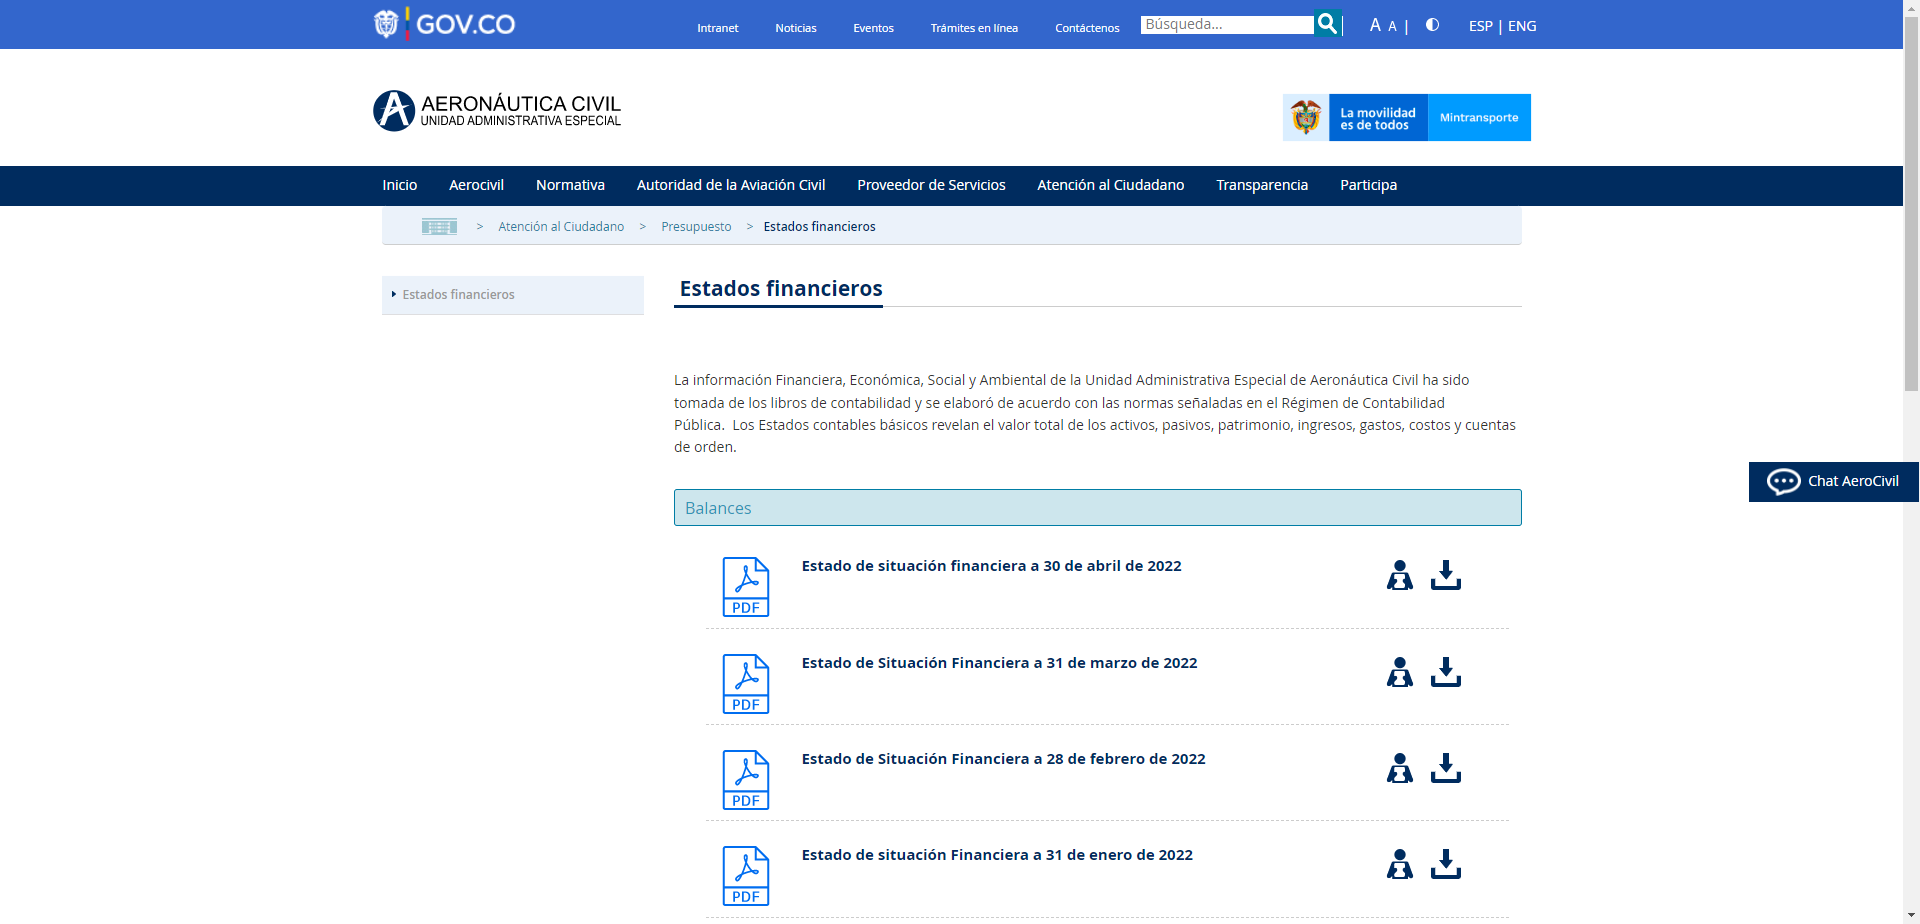 GOV.CO
Intranet
Noticias
Eventos
Trámites en línea
Contáctenos
Búsqueda...
A A |
ESP | ENG
AERONÁUTICA CIVIL
UNIDAD ADMINISTRATIVA ESPECIAL
La movilidad
es de todos
Mintransporte
Inicio
Aerocivil
Normativa
Autoridad de la Aviación Civil
Proveedor de Servicios
Atención al Ciudadano
Transparencia
Participa
> Atención al Ciudadano > Presupuesto > Estados financieros
Estados financieros
Estados financieros
La información Financiera, Económica, Social y Ambiental de la Unidad Administrativa Especial de Aeronáutica Civil ha sido
tomada de los libros de contabilidad y se elaboró de acuerdo con las normas señaladas en el Régimen de Contabilidad
Pública.  Los Estados contables básicos revelan el valor total de los activos, pasivos, patrimonio, ingresos, gastos, costos y cuentas
de orden.
Chat AeroCivil
Balances
PDF
Estado de situación financiera a 30 de abril de 2022
PDF
Estado de Situación Financiera a 31 de marzo de 2022
PDF
Estado de Situación Financiera a 28 de febrero de 2022
PDF
Estado de situación Financiera a 31 de enero de 2022